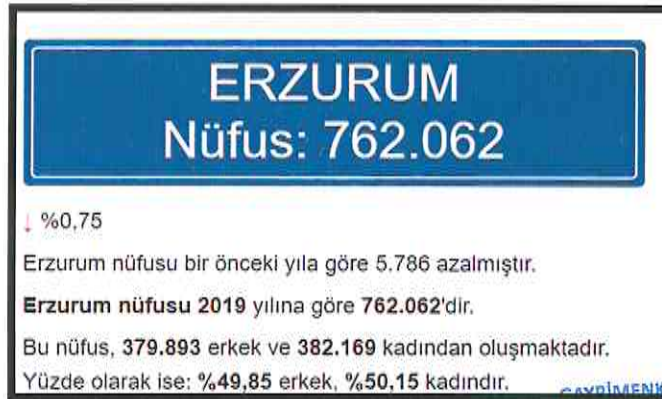 ERZURUM
Nüfus: 762.062
↓ %0,75
Erzurum nüfusu bir önceki yıla göre 5.786 azalmıştır.
Erzurum nüfusu 2019 yılına göre 762.062'dir.
Bu nüfus, 379.893 erkek ve 382.169 kadından oluşmaktadır.
Yüzde olarak ise: %49,85 erkek, %50,15 kadındır.